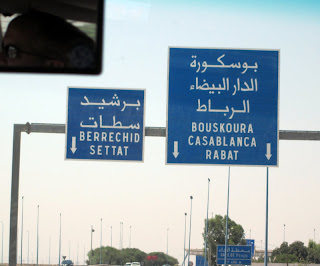 برشيد
سطات
BERRECHID
SETTAT
بوسكورة
الدار البيضاء
الرباط
BOUSKOURA
CASABLANCA
RABAT